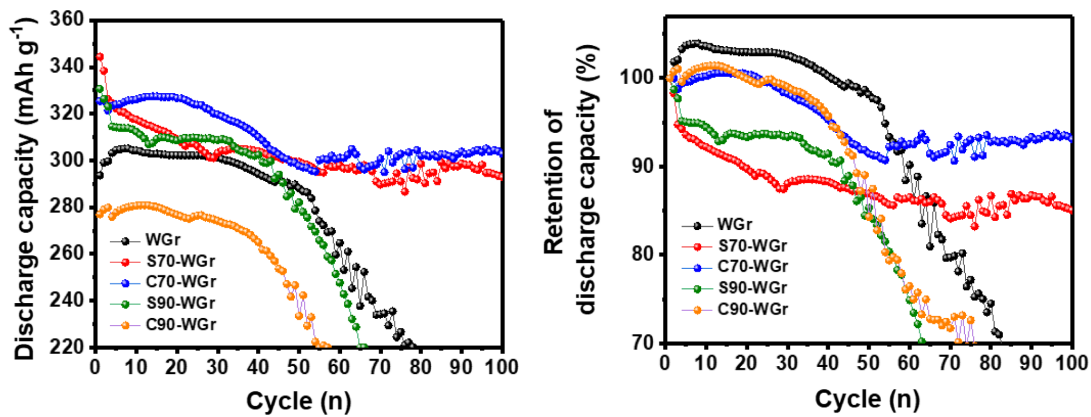 Discharge capacity (mAh g-1)
360
340
320
300
280
260
240
220
0 10 20 30 40 50 60 70 80 90 100
Cycle (n)
WGr
S70-WGr
C70-WGr
S90-WGr
C90-WGr
Retention of
discharge capacity (%)
100
90
80
70
0 10 20 30 40 50 60 70 80 90 100
Cycle (n)
WGr
S70-WGr
C70-WGr
S90-WGr
C90-WGr